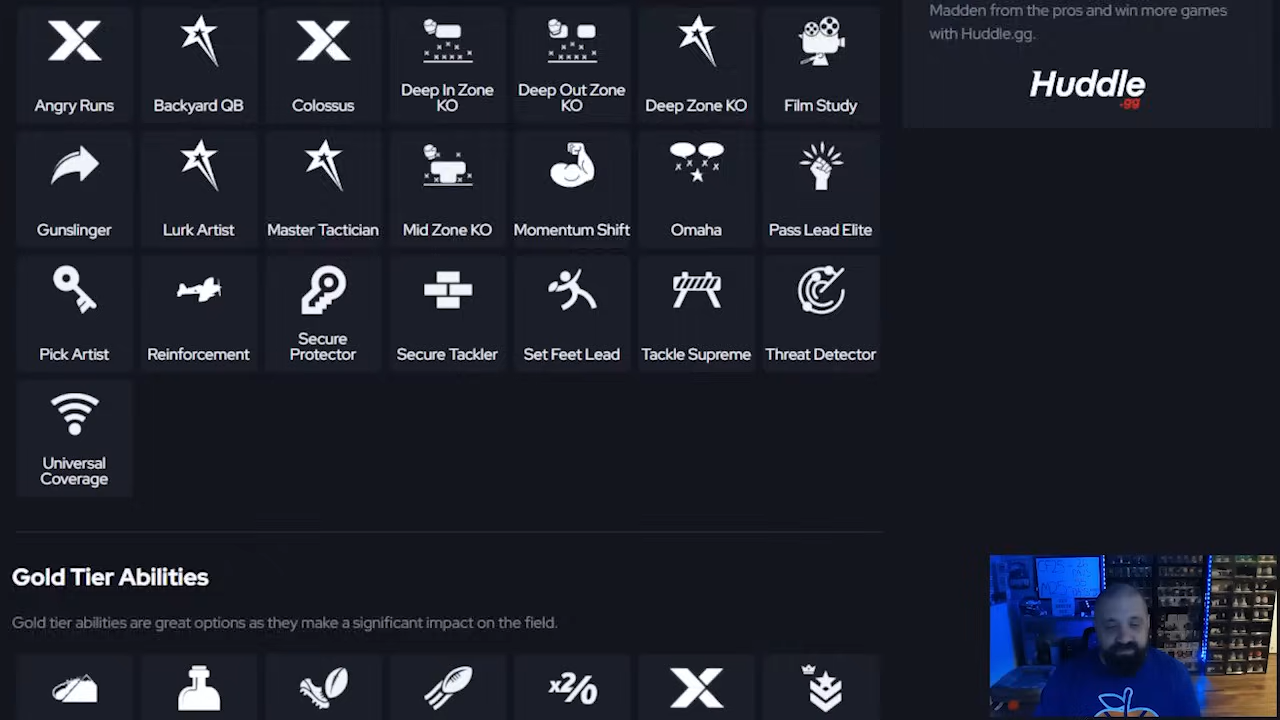 Madden from the pros and win more games
with Huddle.gg.
Huddle
.gg
Angry Runs
Backyard QB
Colossus
Deep In Zone
KO
Deep Out Zone
KO
Deep Zone KO
Film Study
Gunslinger
Lurk Artist
Master Tactician
Mid Zone KO
Momentum Shift
Omaha
Pass Lead Elite
Pick Artist
Reinforcement
Secure
Protector
Secure Tackler
Set Feet Lead
Tackle Supreme
Threat Detector
Universal
Coverage
Gold Tier Abilities
Gold tier abilities are great options as they make a significant impact on the field.
x2%